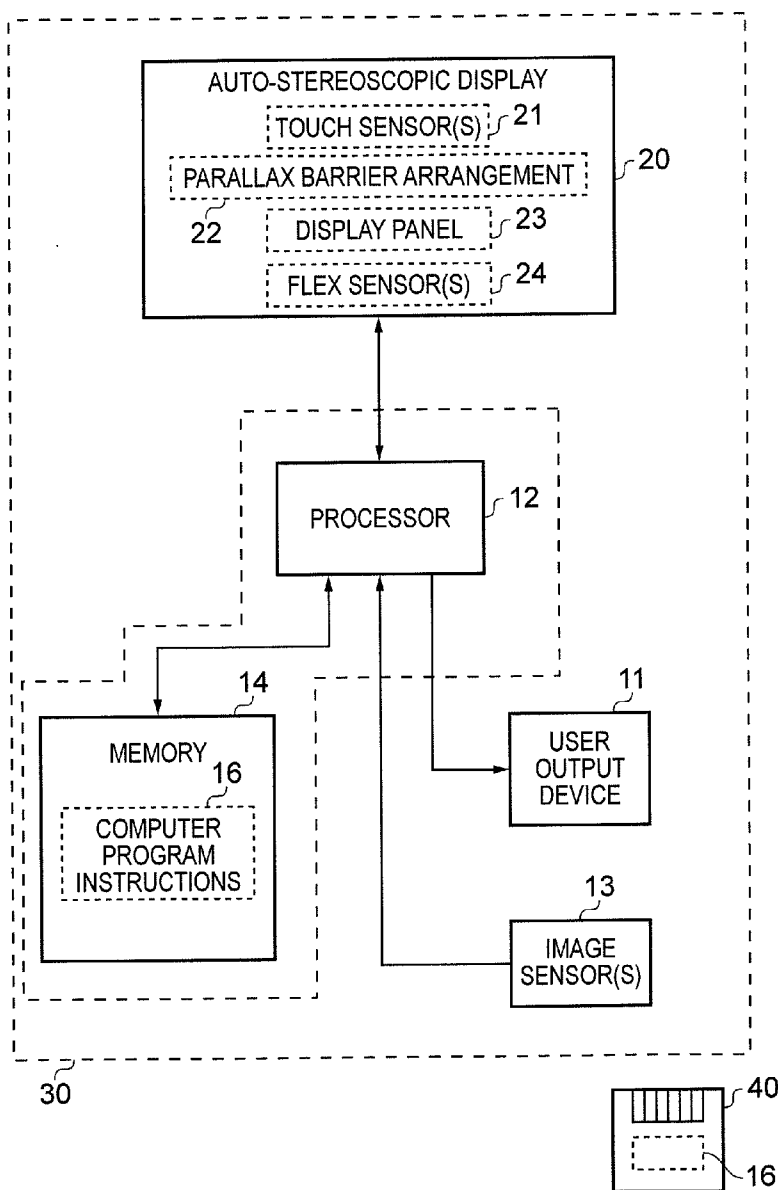 AUTO-STEREOSCOPIC DISPLAY
TOUCH SENSOR(S)
21
20
PARALLAX BARRIER ARRANGEMENT
22
DISPLAY PANEL
23
FLEX SENSOR(S)
24
PROCESSOR
12
14
MEMORY
16
COMPUTER
PROGRAM
INSTRUCTIONS
11
USER
OUTPUT
DEVICE
13
IMAGE
SENSOR(S)
30
40
16